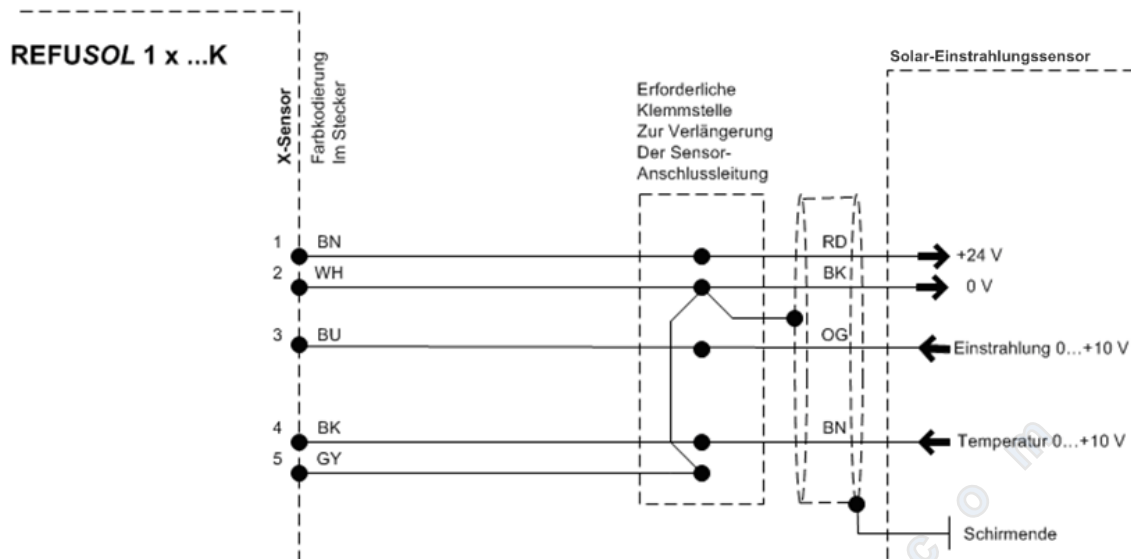 REFUSOL 1 x ...K
X-Sensor
Farbkodierung
Im Stecker
Erforderliche
Klemmstelle
Zur Verlängerung
Der Sensor-
Anschlussleitung
Solar-Einstrahlungssensor
1 BN RD +24 V
2 WH BK 0 V
3 BU OG Einstrahlung 0...+10 V
4 BK BN Temperatur 0...+10 V
5 GY
Schirmende
c o m